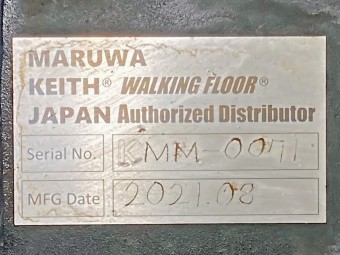 MARUWA
KEITH® WALKING FLOOR®
JAPAN Authorized Distributor
Serial No. KMM-0071
MFG Date 2021.08